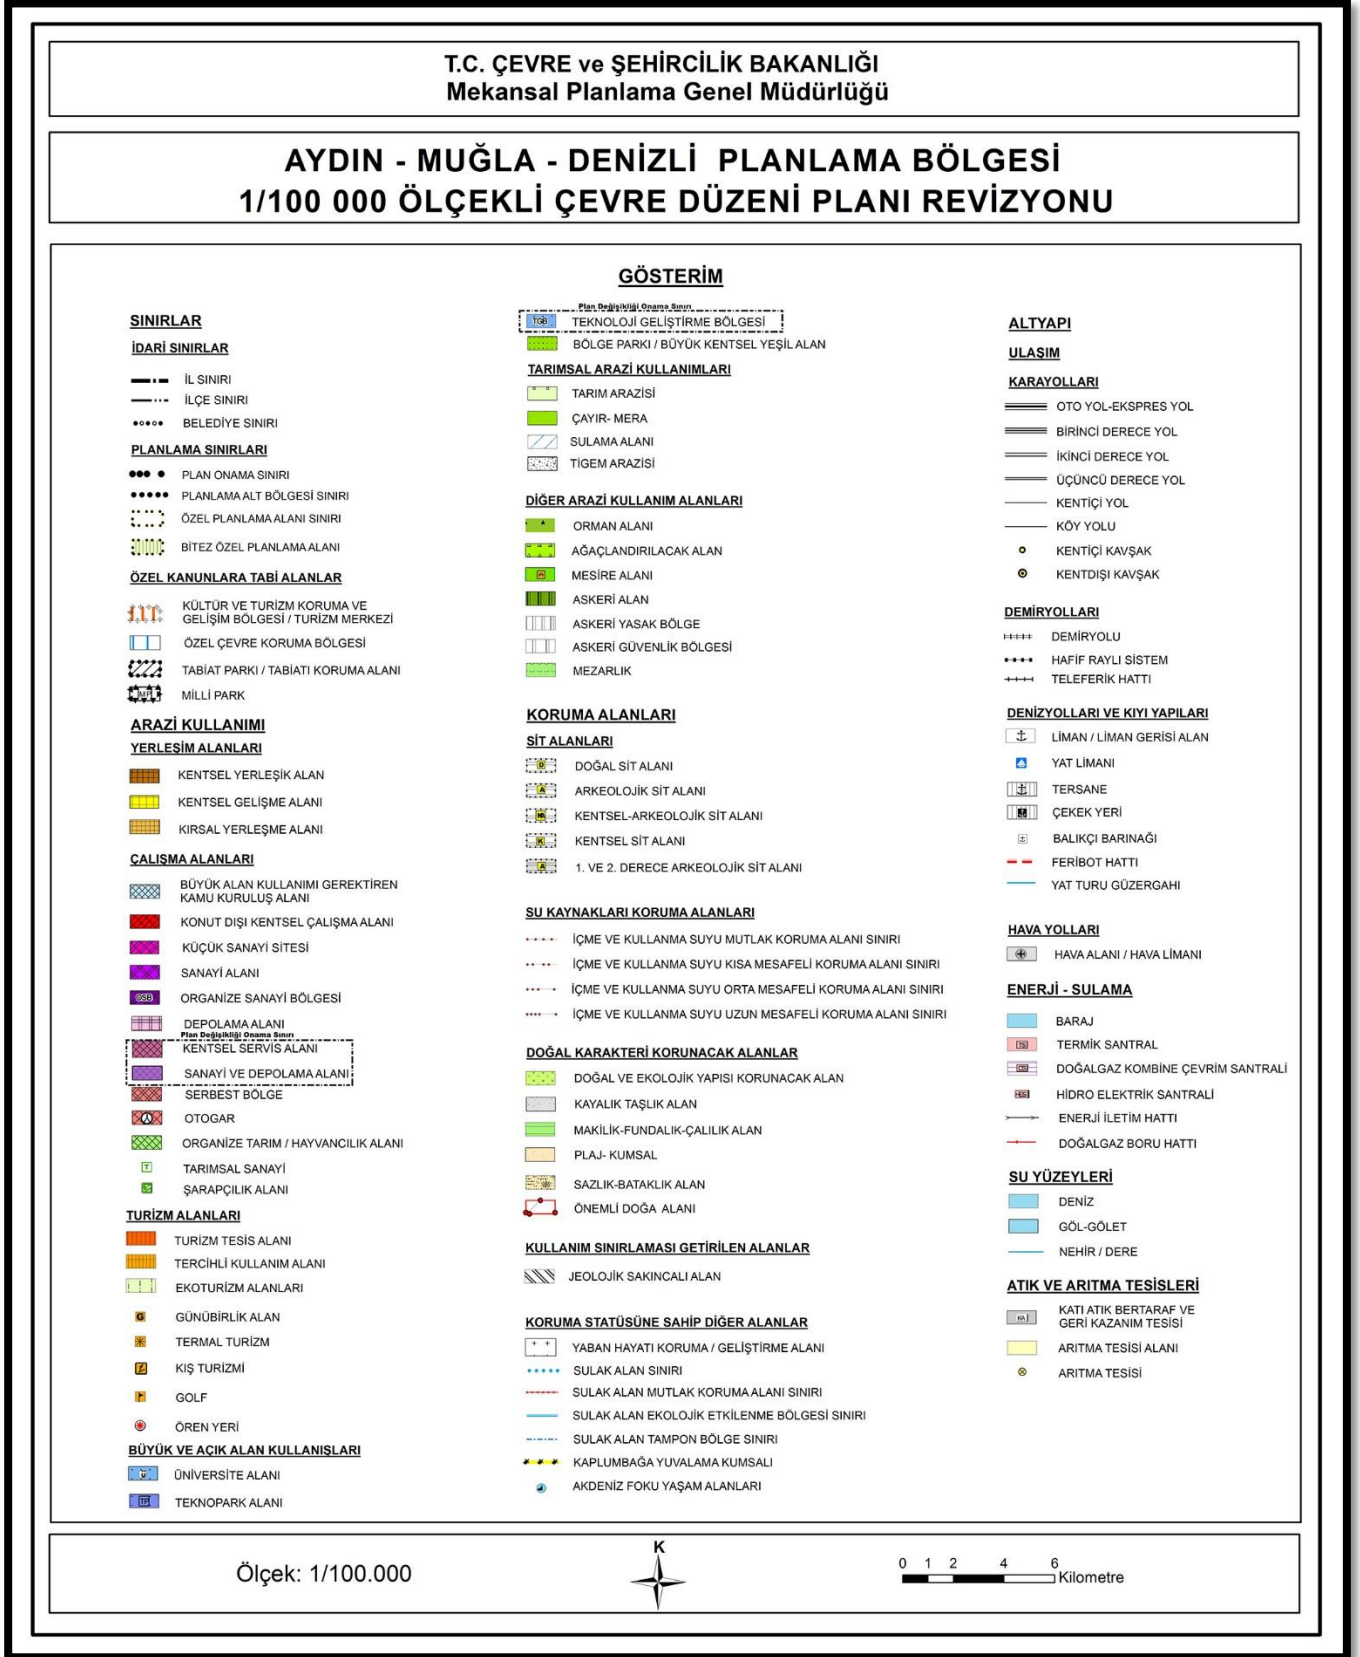 T.C. ÇEVRE ve ŞEHİRCİLİK BAKANLIĞI
Mekansal Planlama Genel Müdürlüğü
AYDIN - MUĞLA - DENİZLİ PLANLAMA BÖLGESİ
1/100 000 ÖLÇEKLİ ÇEVRE DÜZENİ PLANI REVİZYONU
GÖSTERİM
SINIRLAR
İDARİ SINIRLAR
İL SINIRI
İLÇE SINIRI
BELEDİYE SINIRI
PLANLAMA SINIRLARI
PLAN ONAMA SINIRI
PLANLAMA ALT BÖLGESİ SINIRI
ÖZEL PLANLAMA ALANI SINIRI
BİTEZ ÖZEL PLANLAMA ALANI
ÖZEL KANUNLARA TABİ ALANLAR
KÜLTÜR VE TURİZM KORUMA VE
GELİŞİM BÖLGESİ / TURİZM MERKEZİ
ÖZEL ÇEVRE KORUMA BÖLGESİ
TABİAT PARKI / TABİATI KORUMA ALANI
MP MİLLİ PARK
ARAZİ KULLANIMI
YERLEŞİM ALANLARI
KENTSEL YERLEŞİK ALAN
KENTSEL GELİŞME ALANI
KIRSAL YERLEŞME ALANI
ÇALIŞMA ALANLARI
BÜYÜK ALAN KULLANIMI GEREKTİREN
KAMU KURULUŞ ALANI
KONUT DIŞI KENTSEL ÇALIŞMA ALANI
KÜÇÜK SANAYİ SİTESİ
SANAYİ ALANI
OSB ORGANİZE SANAYİ BÖLGESİ
DEPOLAMA ALANI
Plan Değişikliği Onama Sınırı
KENTSEL SERVİS ALANI
SANAYİ VE DEPOLAMA ALANI
SERBEST BÖLGE
OTOGAR
ORGANİZE TARIM / HAYVANCILIK ALANI
T TARIMSAL SANAYİ
ŞARAPÇILIK ALANI
TURİZM ALANLARI
TURİZM TESİS ALANI
TERCİHLİ KULLANIM ALANI
EKOTURİZM ALANLARI
G GÜNÜBİRLİK ALAN
TERMAL TURİZM
KIŞ TURİZMİ
GOLF
ÖREN YERİ
BÜYÜK VE AÇIK ALAN KULLANIŞLARI
Ü ÜNİVERSİTE ALANI
TP TEKNOPARK ALANI
Plan Değişikliği Onama Sınırı
TGB TEKNOLOJİ GELİŞTİRME BÖLGESİ
BÖLGE PARKI / BÜYÜK KENTSEL YEŞİL ALAN
TARIMSAL ARAZİ KULLANIMLARI
TARIM ARAZİSİ
ÇAYIR- MERA
SULAMA ALANI
TİGEM ARAZİSİ
DİĞER ARAZİ KULLANIM ALANLARI
ORMAN ALANI
AĞAÇLANDIRILACAK ALAN
MESİRE ALANI
ASKERİ ALAN
ASKERİ YASAK BÖLGE
ASKERİ GÜVENLİK BÖLGESİ
MEZARLIK
KORUMA ALANLARI
SİT ALANLARI
D DOĞAL SİT ALANI
A ARKEOLOJİK SİT ALANI
KENTSEL-ARKEOLOJİK SİT ALANI
K KENTSEL SİT ALANI
A 1. VE 2. DERECE ARKEOLOJİK SİT ALANI
SU KAYNAKLARI KORUMA ALANLARI
İÇME VE KULLANMA SUYU MUTLAK KORUMA ALANI SINIRI
İÇME VE KULLANMA SUYU KISA MESAFELİ KORUMA ALANI SINIRI
İÇME VE KULLANMA SUYU ORTA MESAFELİ KORUMA ALANI SINIRI
İÇME VE KULLANMA SUYU UZUN MESAFELİ KORUMA ALANI SINIRI
DOĞAL KARAKTERİ KORUNACAK ALANLAR
DOĞAL VE EKOLOJİK YAPISI KORUNACAK ALAN
KAYALIK TAŞLIK ALAN
MAKİLİK-FUNDALIK-ÇALILIK ALAN
PLAJ- KUMSAL
SAZLIK-BATAKLIK ALAN
ÖNEMLİ DOĞA ALANI
KULLANIM SINIRLAMASI GETİRİLEN ALANLAR
JEOLOJİK SAKINCALI ALAN
KORUMA STATÜSÜNE SAHİP DİĞER ALANLAR
YABAN HAYATI KORUMA / GELİŞTİRME ALANI
SULAK ALAN SINIRI
SULAK ALAN MUTLAK KORUMA ALANI SINIRI
SULAK ALAN EKOLOJİK ETKİLENME BÖLGESİ SINIRI
SULAK ALAN TAMPON BÖLGE SINIRI
KAPLUMBAĞA YUVALAMA KUMSALI
AKDENİZ FOKU YAŞAM ALANLARI
ALTYAPI
ULAŞIM
KARAYOLLARI
OTO YOL-EKSPRES YOL
BİRİNCİ DERECE YOL
İKİNCİ DERECE YOL
ÜÇÜNCÜ DERECE YOL
KENTİÇİ YOL
KÖY YOLU
KENTİÇİ KAVŞAK
KENTDIŞI KAVŞAK
DEMİRYOLLARI
DEMİRYOLU
HAFİF RAYLI SİSTEM
TELEFERİK HATTI
DENİZYOLLARI VE KIYI YAPILARI
LİMAN / LİMAN GERİSİ ALAN
YAT LİMANI
TERSANE
ÇEKEK YERİ
BALIKÇI BARINAĞI
FERİBOT HATTI
YAT TURU GÜZERGAHI
HAVA YOLLARI
HAVA ALANI / HAVA LİMANI
ENERJİ - SULAMA
BARAJ
TS TERMİK SANTRAL
DOĞALGAZ KOMBİNE ÇEVRİM SANTRALİ
HES HİDRO ELEKTRİK SANTRALİ
ENERJİ İLETİM HATTI
DOĞALGAZ BORU HATTI
SU YÜZEYLERİ
DENİZ
GÖL-GÖLET
NEHİR / DERE
ATIK VE ARITMA TESİSLERİ
KA KATI ATIK BERTARAF VE
GERİ KAZANIM TESİSİ
ARITMA TESİSİ ALANI
ARITMA TESİSİ
Ölçek: 1/100.000
K
0 1 2 4 6
Kilometre